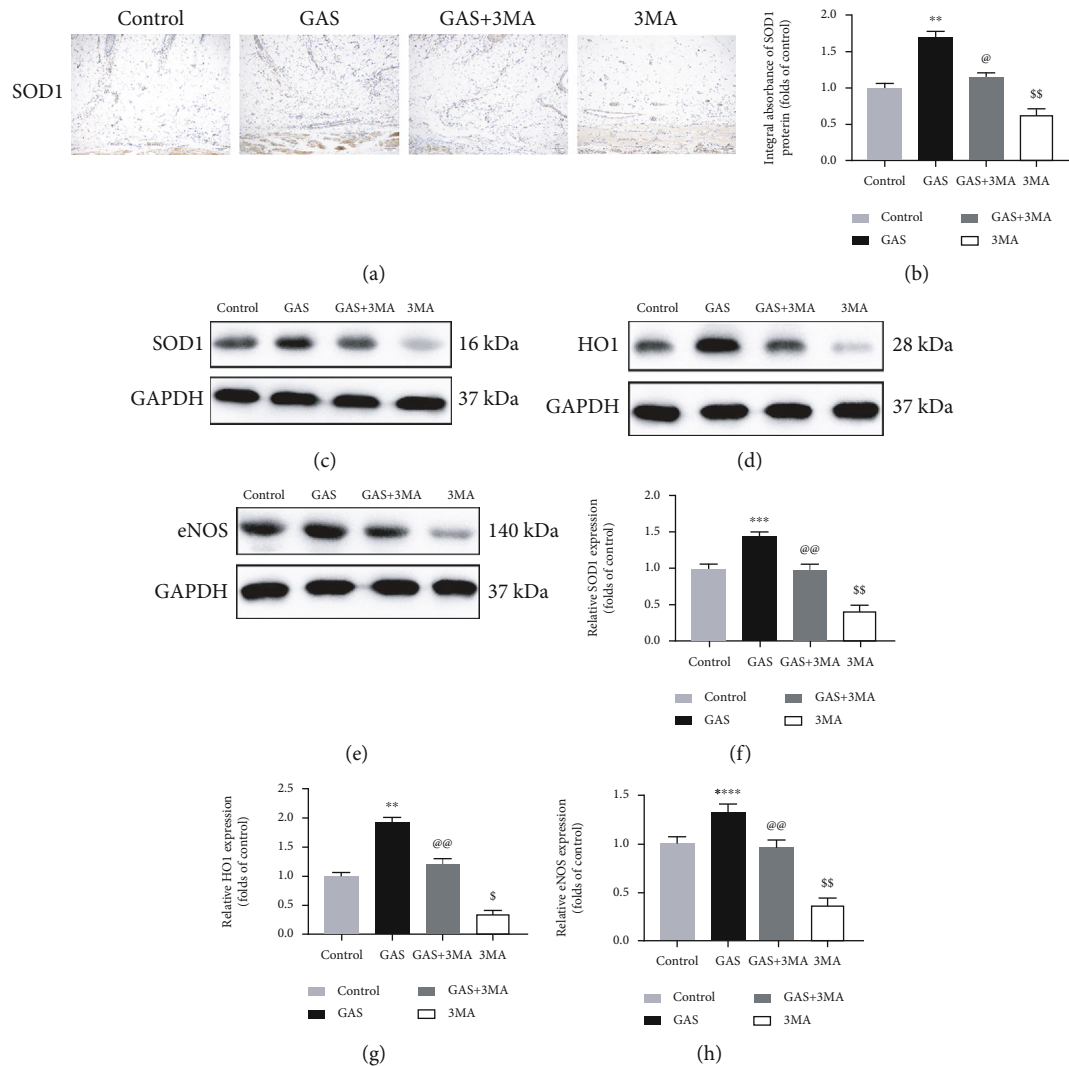 Control GAS GAS+3MA 3MA
SOD1
(a)
Integral absorbance of SOD1
proterin (folds of control)
2.0
1.5
1.0
0.5
0.0
**
@
$$
Control GAS GAS+3MA 3MA
Control GAS+3MA
GAS 3MA
(b)
Control GAS GAS+3MA 3MA
SOD1 16 kDa
GAPDH 37 kDa
(c)
Control GAS GAS+3MA 3MA
HO1 28 kDa
GAPDH 37 kDa
(d)
Control GAS GAS+3MA 3MA
eNOS 140 kDa
GAPDH 37 kDa
(e)
Relative SOD1 expression
(folds of control)
2.0
1.5
1.0
0.5
0.0
***
@@
$$
Control GAS GAS+3MA 3MA
Control GAS+3MA
GAS 3MA
(f)
Relative HO1 expression
(folds of control)
2.5
2.0
1.5
1.0
0.5
0.0
**
@@
$
Control GAS GAS+3MA 3MA
Control GAS+3MA
GAS 3MA
(g)
Relative eNOS expression
(folds of control)
1.5
1.0
0.5
0.0
****
@@
$$
Control GAS GAS+3MA 3MA
Control GAS+3MA
GAS 3MA
(h)